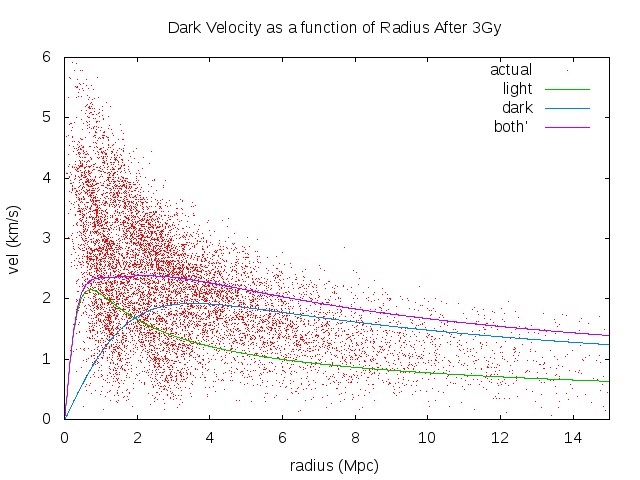 Dark Velocity as a function of Radius After 3Gy
actual
light
dark
both'
6
5
4
3
2
1
0
vel (km/s)
0 2 4 6 8 10 12 14
radius (Mpc)